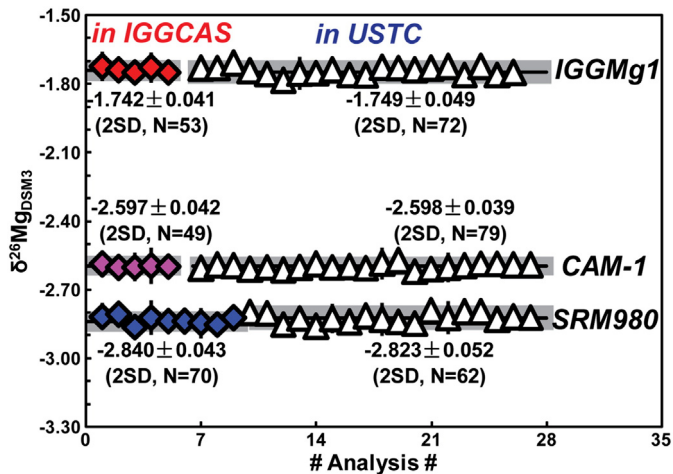 in IGGCAS
in USTC
-1.50
-1.80
-2.10
-2.40
-2.70
-3.00
-3.30
δ26MgDSM3
IGGMg1
-1.742±0.041
(2SD, N=53)
-1.749±0.049
(2SD, N=72)
-2.597±0.042
(2SD, N=49)
-2.598±0.039
(2SD, N=79)
CAM-1
SRM980
-2.840±0.043
(2SD, N=70)
-2.823±0.052
(2SD, N=62)
0 7 14 21 28 35
# Analysis #